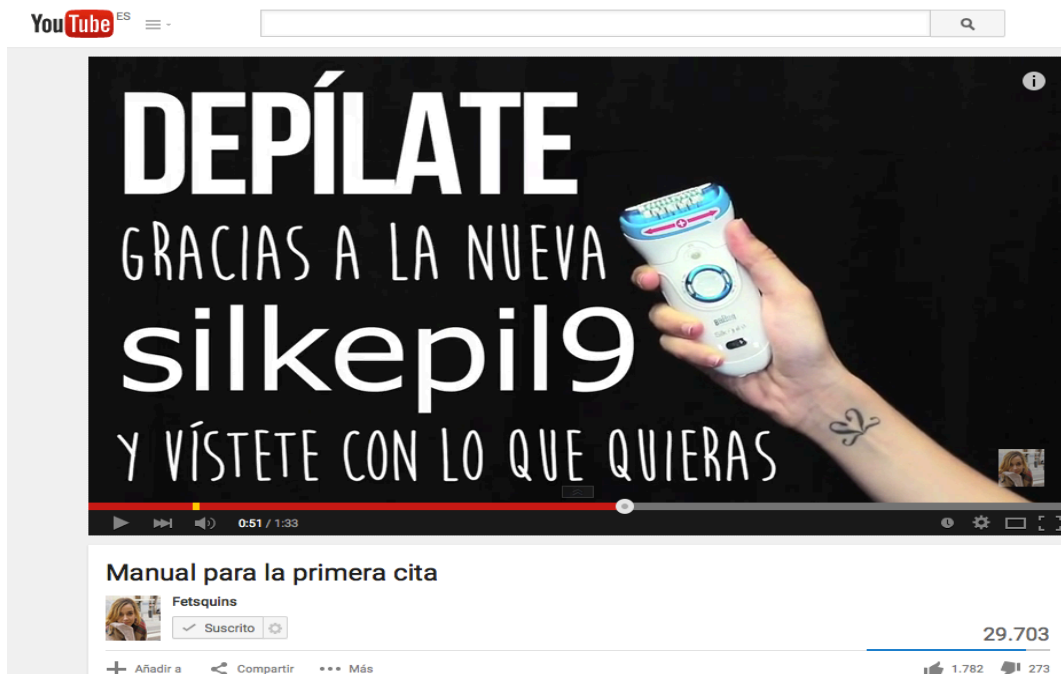 YouTube ES
DEPÍLATE
GRACIAS A LA NUEVA
silkepil9
Y VÍSTETE CON LO QUE QUIERAS
0:51 / 1:33
Manual para la primera cita
Fetsquins
Suscrito
29.703
Añadir a Compartir Más
1.782 273